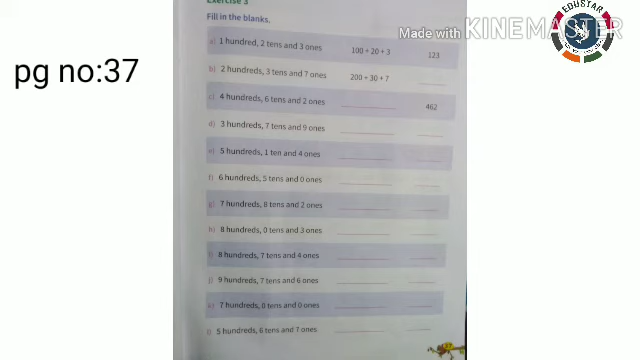 Exercise 3
Fill in the blanks.
EDUSTAR
Made with KINEMASTER
pg no:37
a) 1 hundred, 2 tens and 3 ones 100 + 20 + 3 123
b) 2 hundreds, 3 tens and 7 ones 200 + 30 + 7
c) 4 hundreds, 6 tens and 2 ones 462
d) 3 hundreds, 7 tens and 9 ones
e) 5 hundreds, 1 ten and 4 ones
f) 6 hundreds, 5 tens and 0 ones
g) 7 hundreds, 8 tens and 2 ones
h) 8 hundreds, 0 tens and 3 ones
i) 8 hundreds, 7 tens and 4 ones
j) 9 hundreds, 7 tens and 6 ones
7 hundreds, 0 tens and 0 ones
5 hundreds, 6 tens and 7 ones